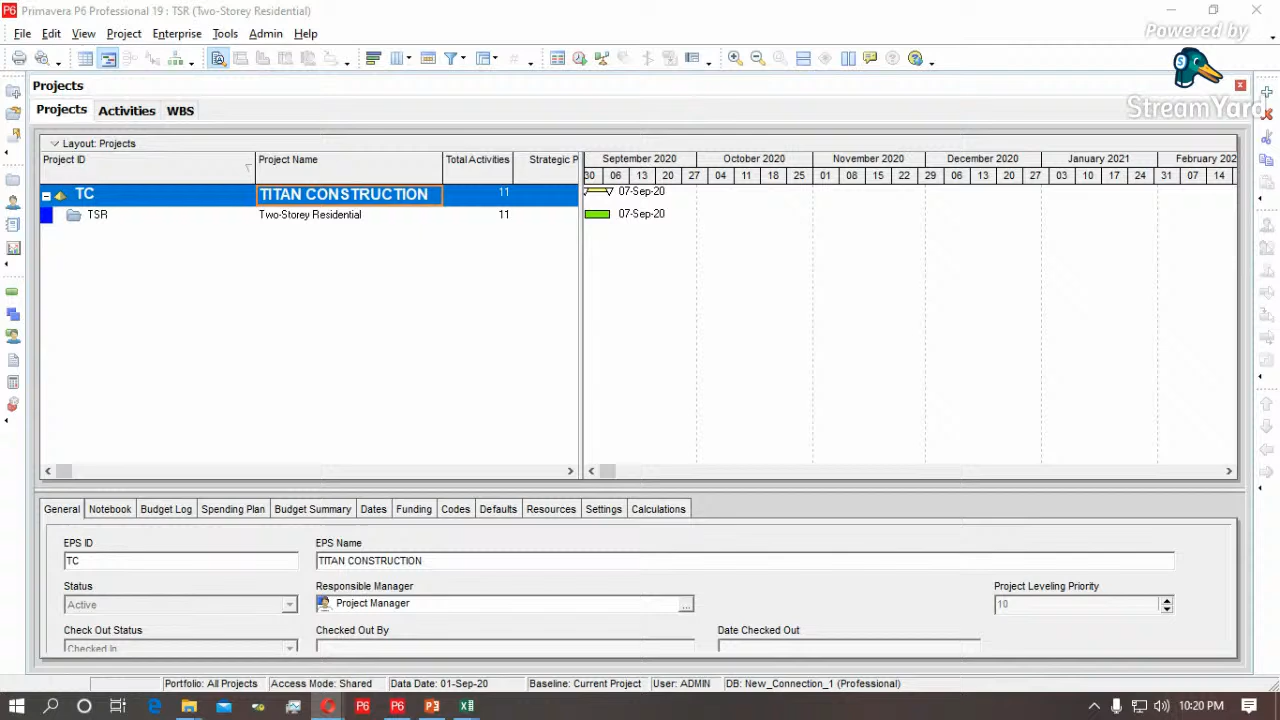 Primavera P6 Professional 19 : TSR (Two-Storey Residential)
File Edit View Project Enterprise Tools Admin Help
Powered by
StreamYard
Projects
Projects Activities WBS
Layout: Projects
Project ID Project Name Total Activities Strategic P
September 2020 October 2020 November 2020 December 2020 January 2021 February 202
30 06 13 20 27 04 11 18 25 01 08 15 22 29 06 13 20 27 03 10 17 24 31 07 14
TC TITAN CONSTRUCTION 11 07-Sep-20
TSR Two-Storey Residential 11 07-Sep-20
General Notebook Budget Log Spending Plan Budget Summary Dates Funding Codes Defaults Resources Settings Calculations
EPS ID EPS Name
TC TITAN CONSTRUCTION
Status Responsible Manager Project Leveling Priority
Active Project Manager ... 10
Check Out Status Checked Out By Date Checked Out
Checked In
Portfolio: All Projects Access Mode: Shared Data Date: 01-Sep-20 Baseline: Current Project User: ADMIN DB: New_Connection_1 (Professional)
10:20 PM